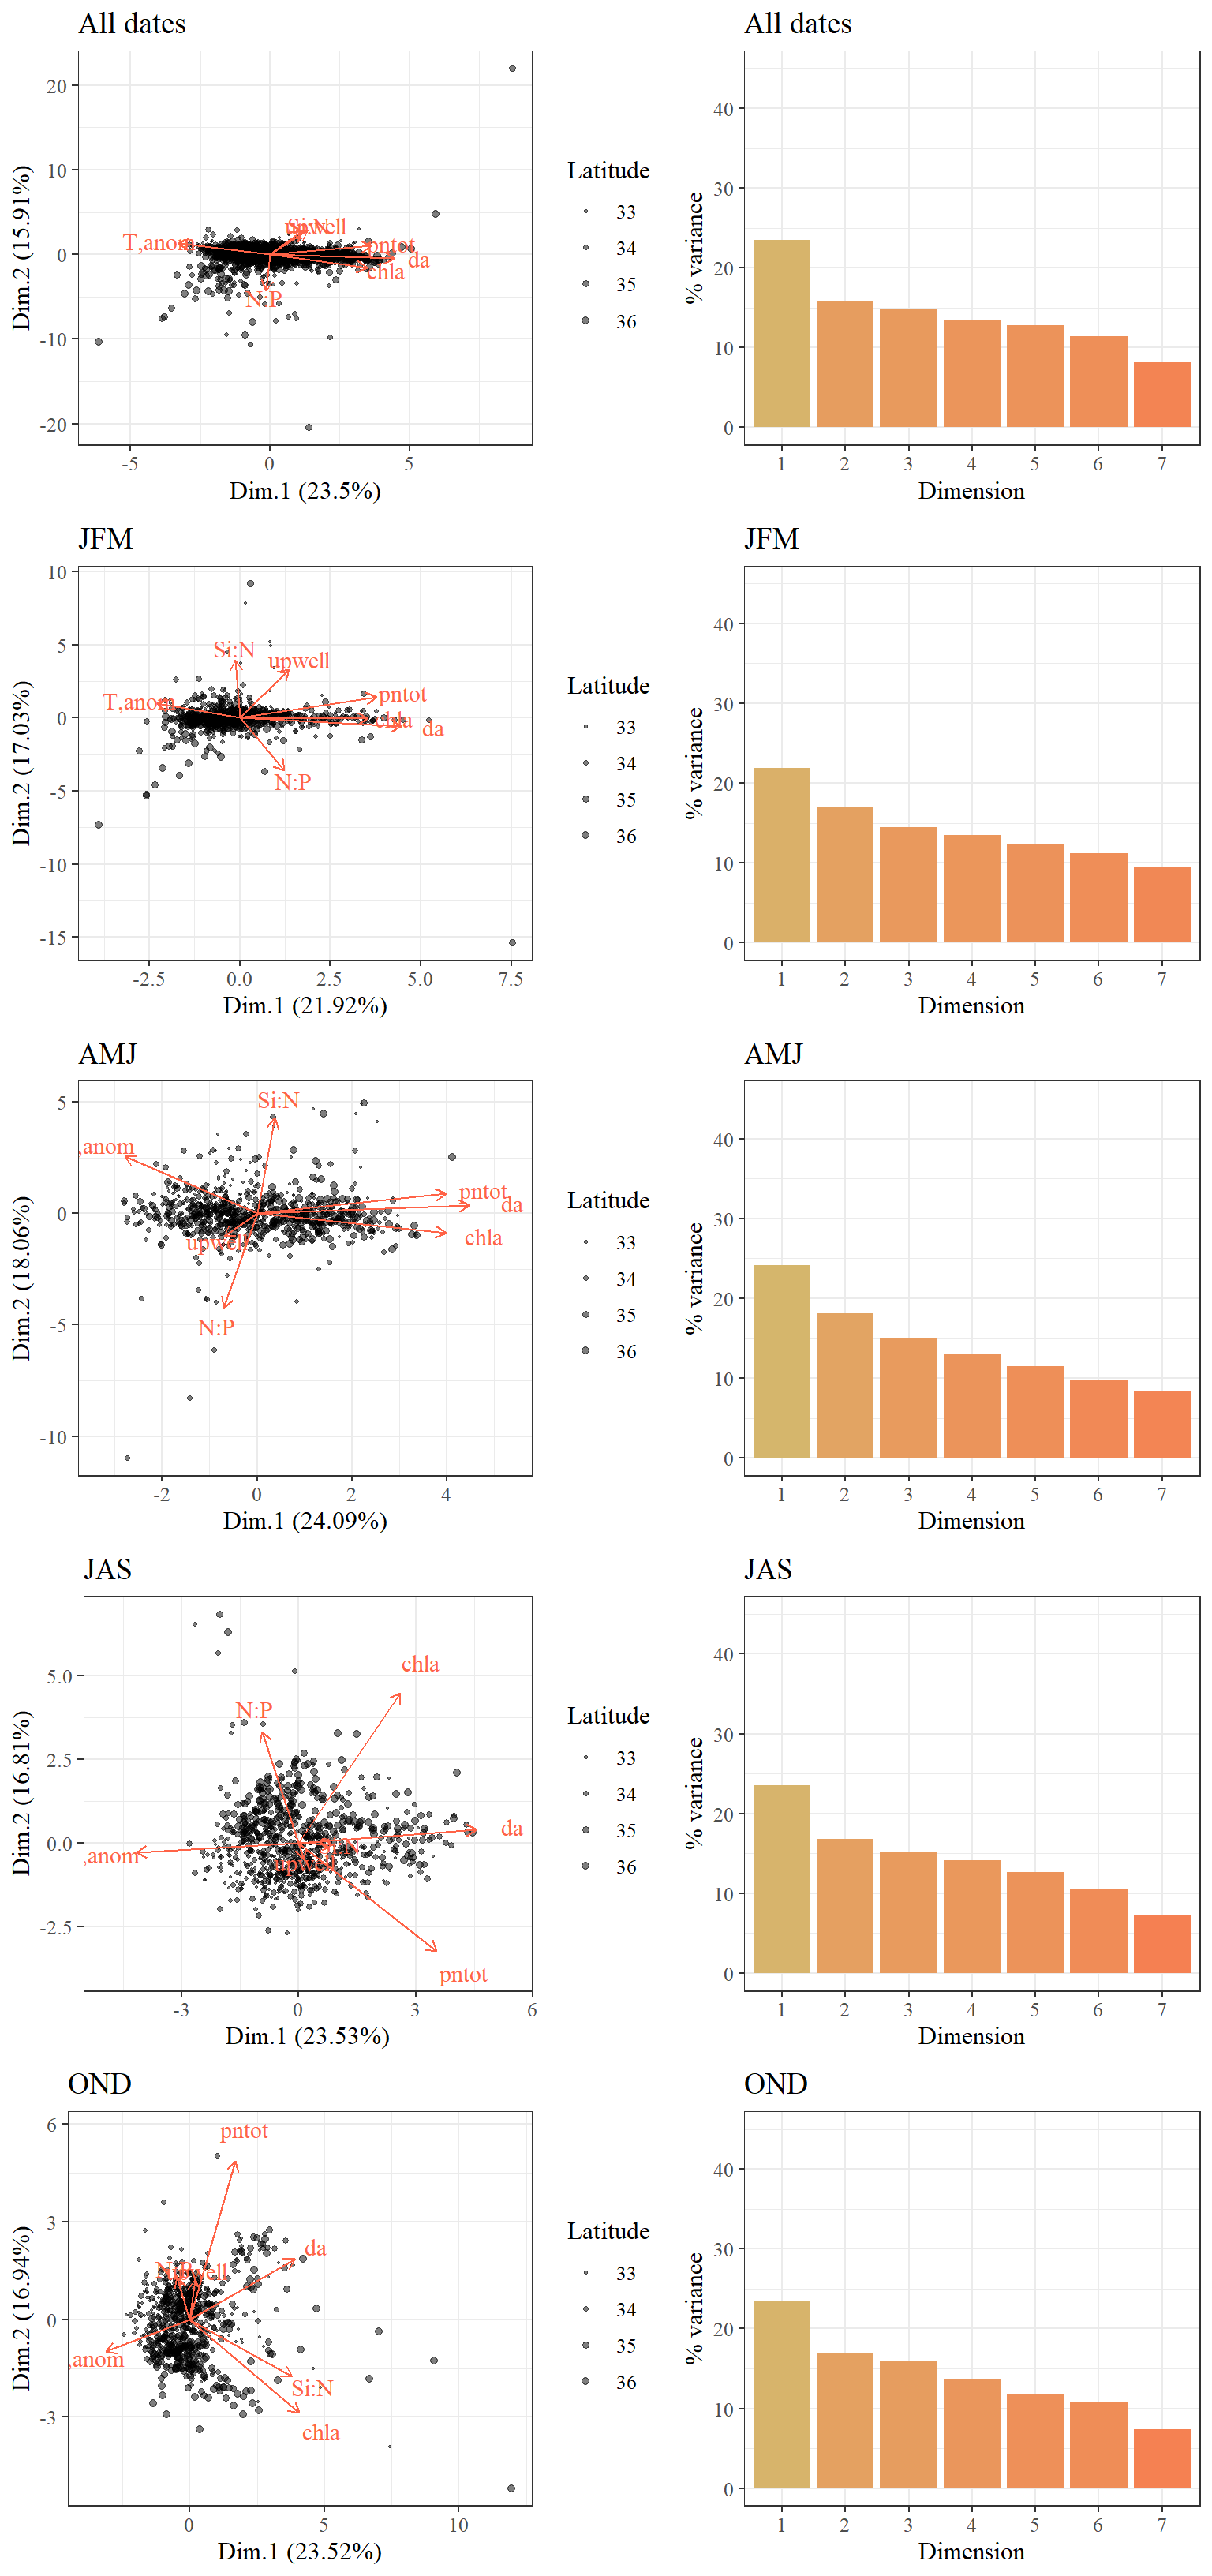 All dates
20
10
0
-10
-20
Dim.2 (15.91%)
T,anom
Si:N
upwell
pntot
da
chla
N:P
-5
0
5
Dim.1 (23.5%)
Latitude
33
34
35
36
All dates
40
30
20
10
0
% variance
1 2 3 4 5 6 7
Dimension
JFM
10
5
0
-5
-10
-15
Dim.2 (17.03%)
Si:N
upwell
T,anom
pntot
chla
da
N:P
-2.5
0.0
2.5
5.0
7.5
Dim.1 (21.92%)
Latitude
33
34
35
36
JFM
40
30
20
10
0
% variance
1 2 3 4 5 6 7
Dimension
AMJ
5
0
-5
-10
Dim.2 (18.06%)
Si:N
,anom
pntot
da
chla
upwell
N:P
-2
0
2
4
Dim.1 (24.09%)
Latitude
33
34
35
36
AMJ
40
30
20
10
0
% variance
1 2 3 4 5 6 7
Dimension
JAS
5.0
2.5
0.0
-2.5
Dim.2 (16.81%)
chla
N:P
da
,anom
upwell
pntot
-3
0
3
6
Dim.1 (23.53%)
Latitude
33
34
35
36
JAS
40
30
20
10
0
% variance
1 2 3 4 5 6 7
Dimension
OND
6
3
0
-3
Dim.2 (16.94%)
pntot
da
N:P
upwell
,anom
Si:N
chla
0
5
10
Dim.1 (23.52%)
Latitude
33
34
35
36
OND
40
30
20
10
0
% variance
1 2 3 4 5 6 7
Dimension